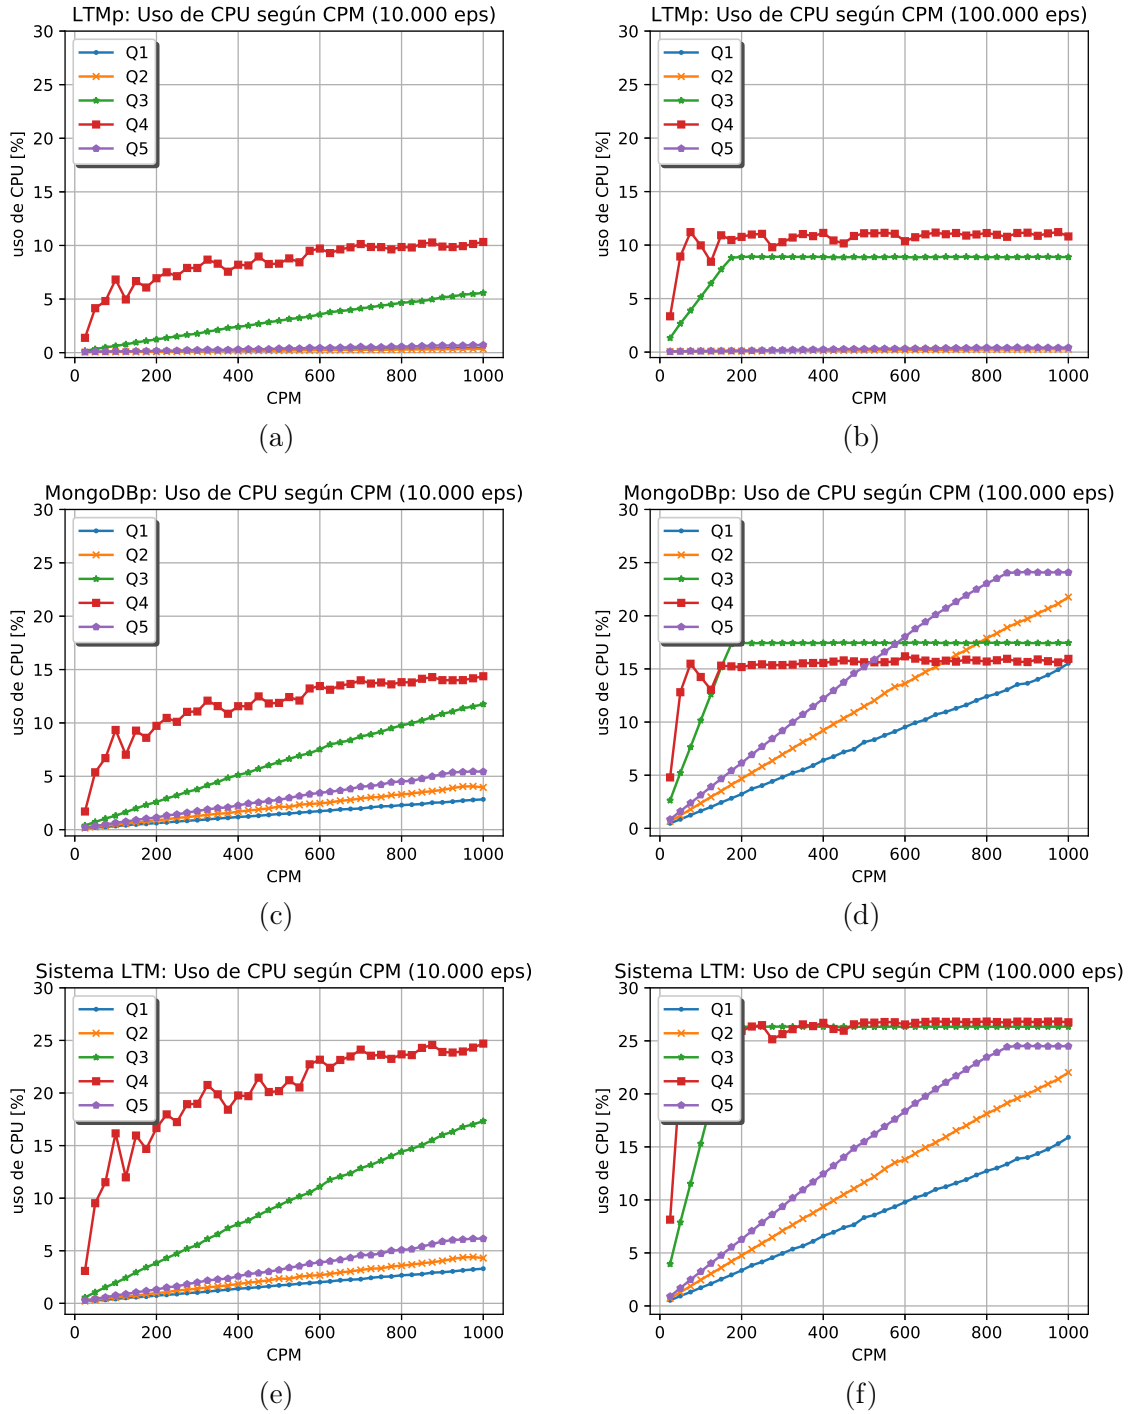 LTMp: Uso de CPU según CPM (10.000 eps)
30
25
20
15
10
5
0
uso de CPU [%]
Q1
Q2
Q3
Q4
Q5
0 200 400 600 800 1000
CPM
(a)
LTMp: Uso de CPU según CPM (100.000 eps)
30
25
20
15
10
5
0
uso de CPU [%]
Q1
Q2
Q3
Q4
Q5
0 200 400 600 800 1000
CPM
(b)
MongoDBp: Uso de CPU según CPM (10.000 eps)
30
25
20
15
10
5
0
uso de CPU [%]
Q1
Q2
Q3
Q4
Q5
0 200 400 600 800 1000
CPM
(c)
MongoDBp: Uso de CPU según CPM (100.000 eps)
30
25
20
15
10
5
0
uso de CPU [%]
Q1
Q2
Q3
Q4
Q5
0 200 400 600 800 1000
CPM
(d)
Sistema LTM: Uso de CPU según CPM (10.000 eps)
30
25
20
15
10
5
0
uso de CPU [%]
Q1
Q2
Q3
Q4
Q5
0 200 400 600 800 1000
CPM
(e)
Sistema LTM: Uso de CPU según CPM (100.000 eps)
30
25
20
15
10
5
0
uso de CPU [%]
Q1
Q2
Q3
Q4
Q5
0 200 400 600 800 1000
CPM
(f)